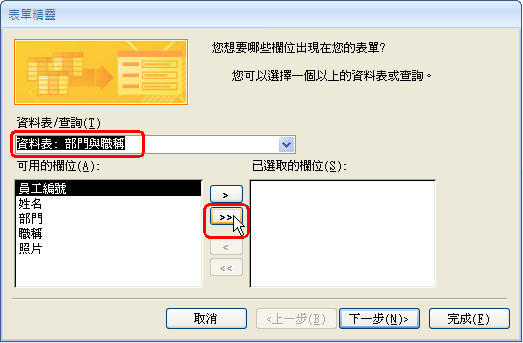 表單精靈
您想要哪些欄位出現在您的表單?
您可以選擇一個以上的資料表或查詢。
資料表/查詢(T)
資料表: 部門與職稱
可用的欄位(A):
已選取的欄位(S):
員工編號
姓名
部門
職稱
照片
>
>>
<
<<
取消
<上一步(B)
下一步(N)>
完成(F)